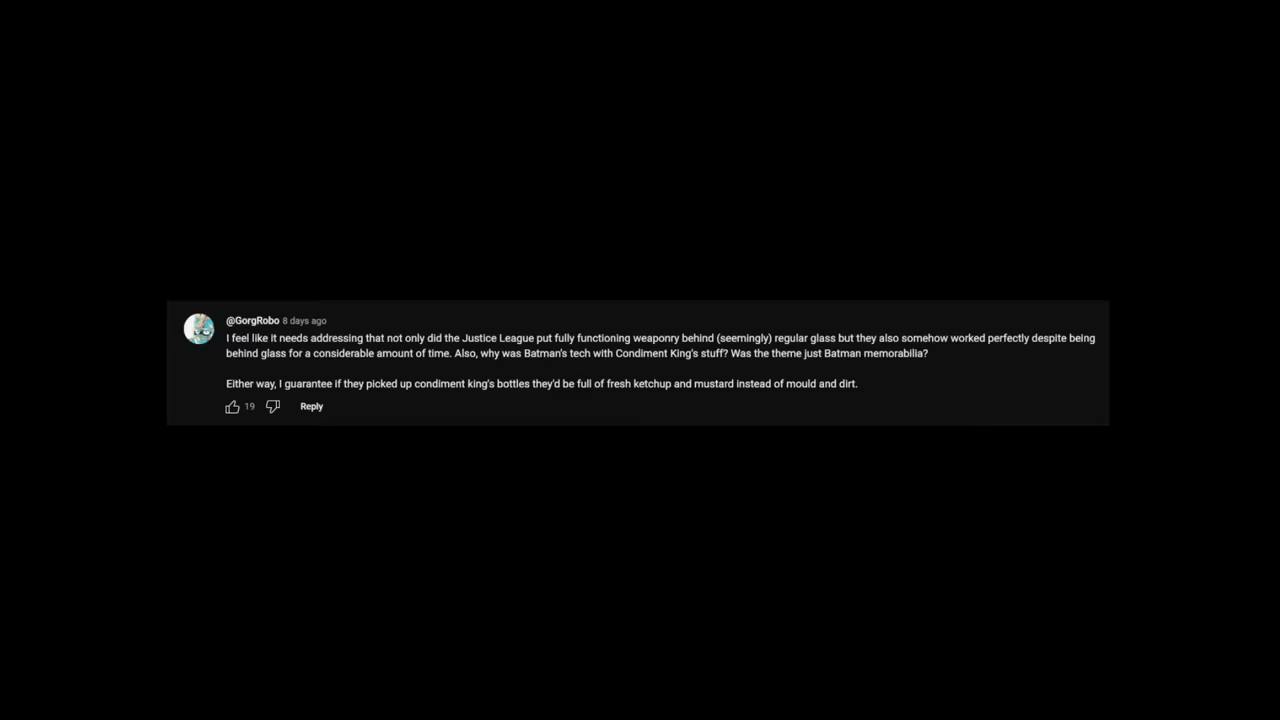 @GorgRobo 8 days ago
I feel like it needs addressing that not only did the Justice League put fully functioning weaponry behind (seemingly) regular glass but they also somehow worked perfectly despite being
behind glass for a considerable amount of time. Also, why was Batman's tech with Condiment King's stuff? Was the theme just Batman memorabilia?
Either way, I guarantee if they picked up condiment king's bottles they'd be full of fresh ketchup and mustard instead of mould and dirt.
19 Reply